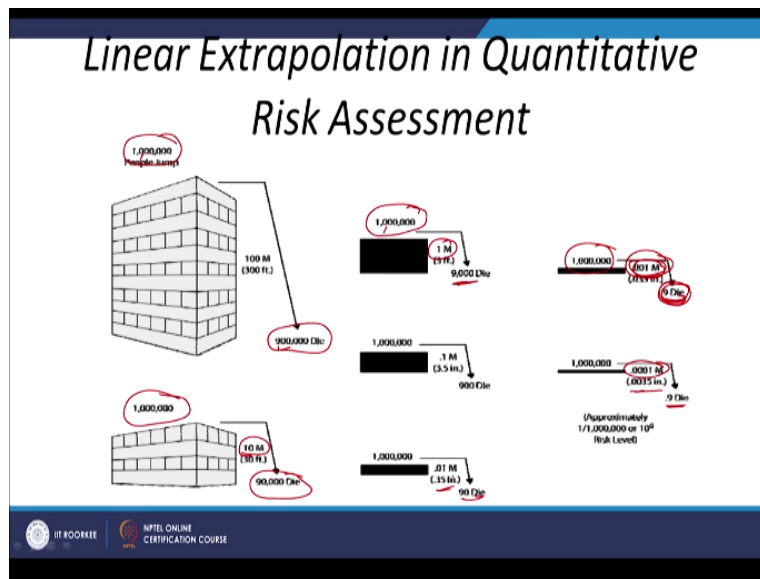 Linear Extrapolation in Quantitative
Risk Assessment
1,000,000
People Jump
100 M
(300 ft.)
900,000 Die
1,000,000
10 M
(30 ft.)
90,000 Die
1,000,000
1 M
(3 ft.)
9,000 Die
1,000,000
.1 M
(3.5 in.)
900 Die
1,000,000
.01 M
(.35 in.)
90 Die
1,000,000
.001 M
(.035 in.)
9 Die
1,000,000
.0001 M
(.0035 in.)
.9 Die
(Approximately
1/1,000,000 or 10⁶
Risk Level)
IIT ROORKEE
NPTEL ONLINE
CERTIFICATION COURSE